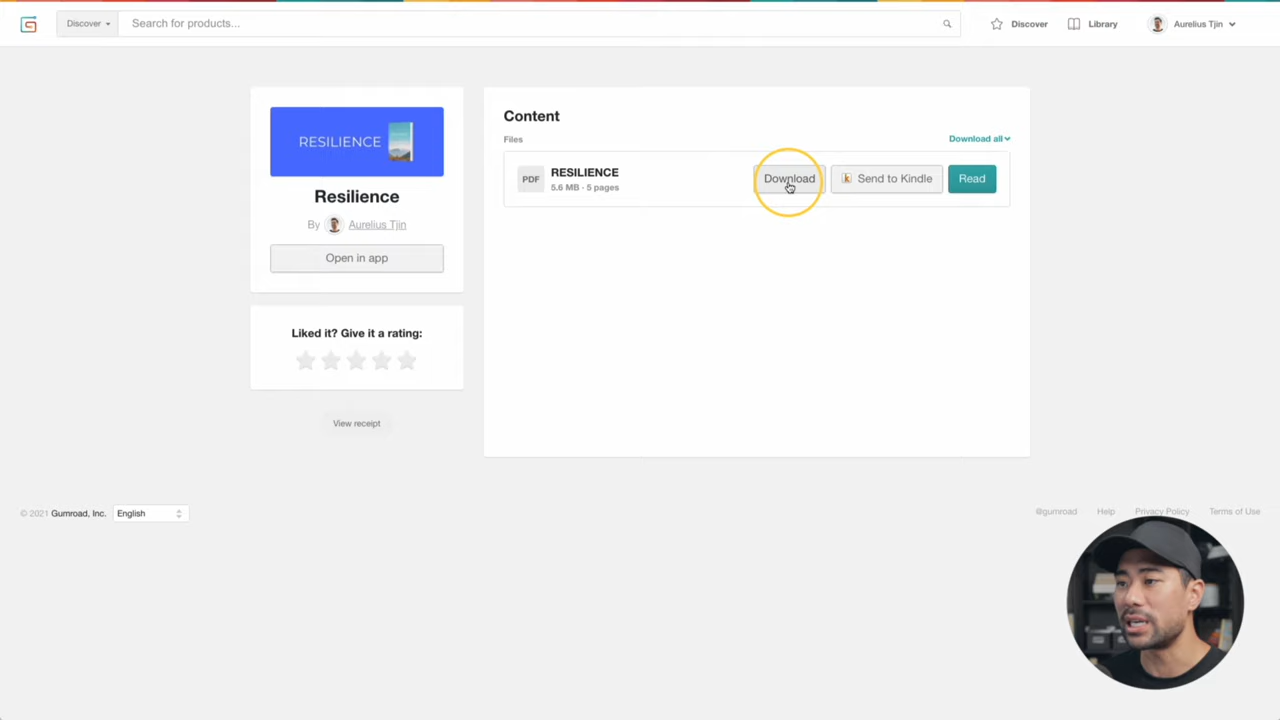 Discover
Search for products...
Discover
Library
Aurelius Tjin
RESILIENCE
Resilience
By Aurelius Tjin
Open in app
Liked it? Give it a rating:
View receipt
Content
Files
Download all
PDF
RESILIENCE
5.6 MB · 5 pages
Download
Send to Kindle
Read
© 2021 Gumroad, Inc.
English
@gumroad
Help
Privacy Policy
Terms of Use